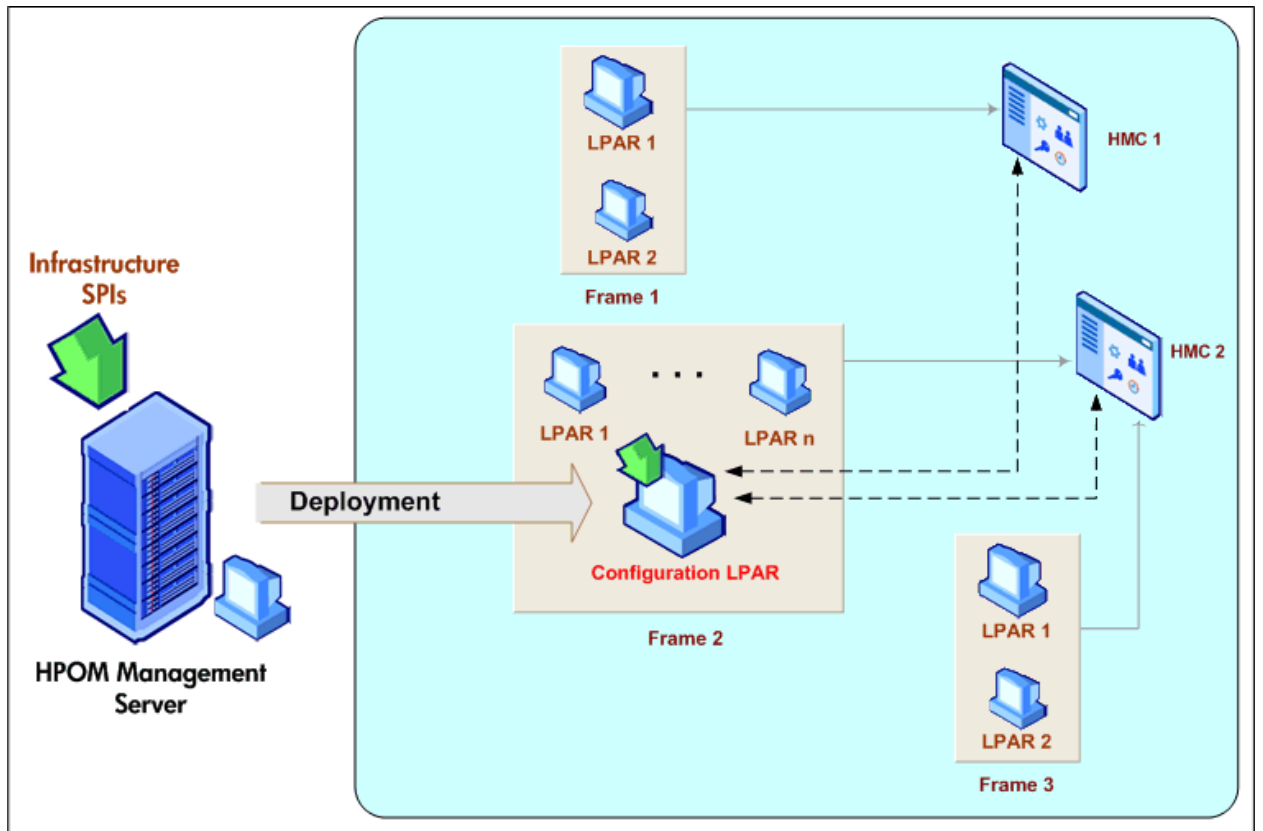 Infrastructure
SPIs
HPOM Management
Server
Deployment
LPAR 1
LPAR 2
Frame 1
HMC 1
LPAR 1
. . .
LPAR n
Configuration LPAR
Frame 2
HMC 2
LPAR 1
LPAR 2
Frame 3